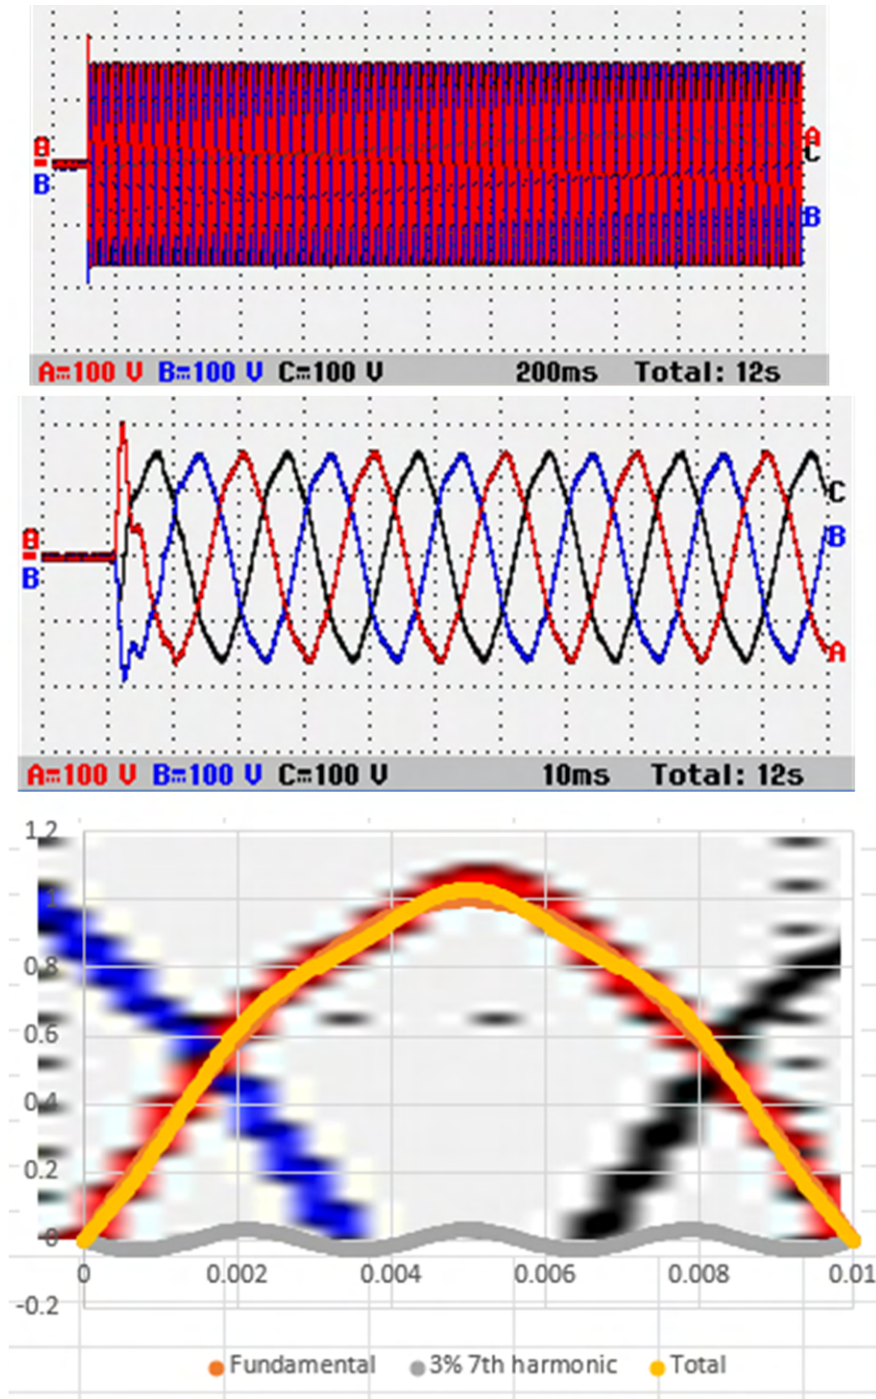 A
B
A
C
B
A=100 V B=100 V C=100 V 200ms Total: 12s
B
C
B
A
A=100 V B=100 V C=100 V 10ms Total: 12s
1.2
1
0.8
0.6
0.4
0.2
0
0 0.002 0.004 0.006 0.008 0.01
-0.2
Fundamental 3% 7th harmonic Total